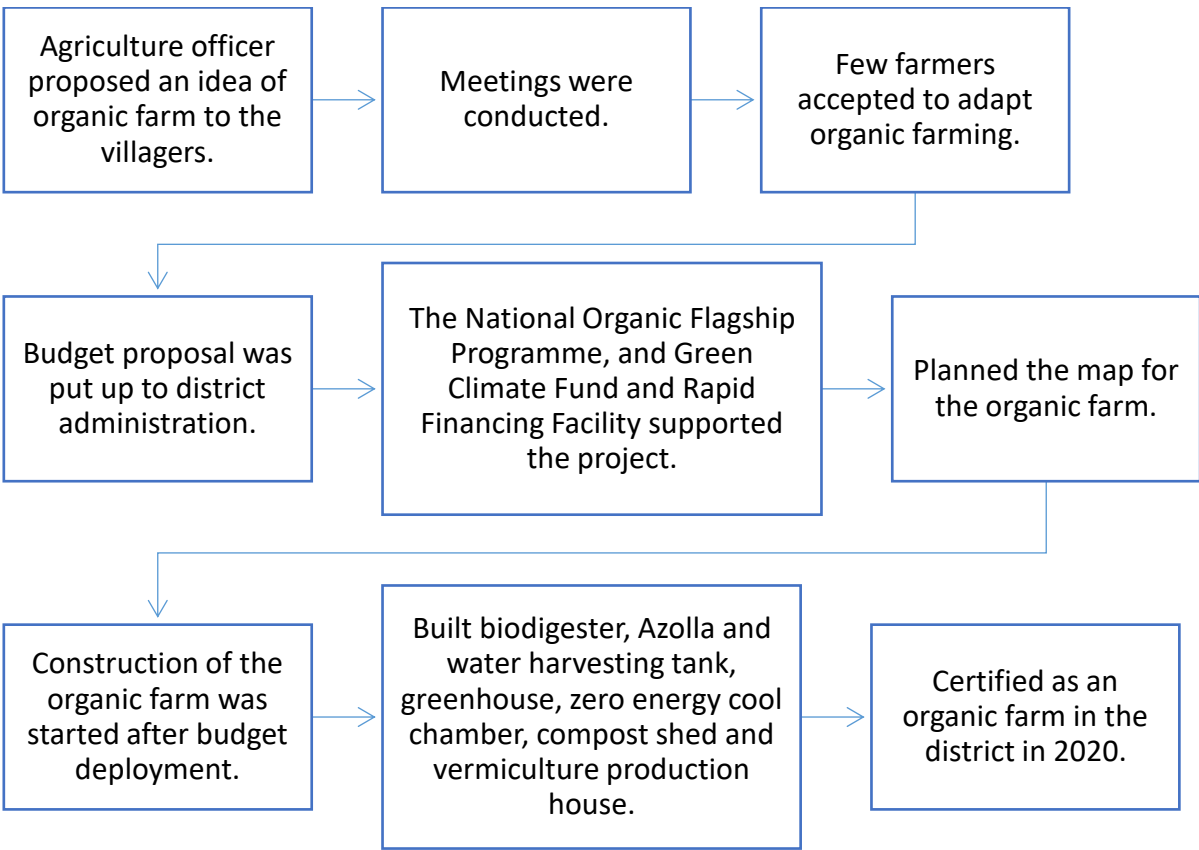 Agriculture officer
proposed an idea of
organic farm to the
villagers.
Meetings were
conducted.
Few farmers
accepted to adapt
organic farming.
Budget proposal was
put up to district
administration.
The National Organic Flagship
Programme, and Green
Climate Fund and Rapid
Financing Facility supported
the project.
Planned the map for
the organic farm.
Construction of the
organic farm was
started after budget
deployment.
Built biodigester, Azolla and
water harvesting tank,
greenhouse, zero energy cool
chamber, compost shed and
vermiculture production
house.
Certified as an
organic farm in the
district in 2020.